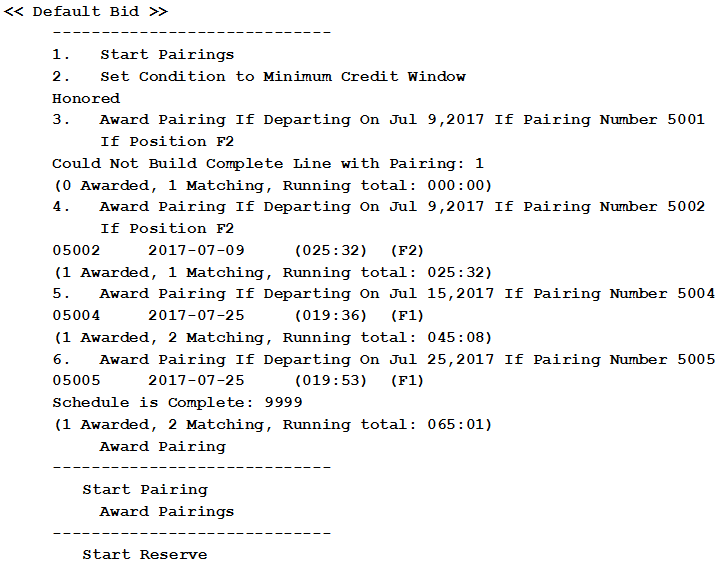 << Default Bid >>
-----------------------------
1. Start Pairings
2. Set Condition to Minimum Credit Window
Honored
3. Award Pairing If Departing On Jul 9,2017 If Pairing Number 5001
If Position F2
Could Not Build Complete Line with Pairing: 1
(0 Awarded, 1 Matching, Running total: 000:00)
4. Award Pairing If Departing On Jul 9,2017 If Pairing Number 5002
If Position F2
05002 2017-07-09 (025:32) (F2)
(1 Awarded, 1 Matching, Running total: 025:32)
5. Award Pairing If Departing On Jul 15,2017 If Pairing Number 5004
05004 2017-07-25 (019:36) (F1)
(1 Awarded, 2 Matching, Running total: 045:08)
6. Award Pairing If Departing On Jul 25,2017 If Pairing Number 5005
05005 2017-07-25 (019:53) (F1)
Schedule is Complete: 9999
(1 Awarded, 2 Matching, Running total: 065:01)
Award Pairing
-----------------------------
Start Pairing
Award Pairings
-----------------------------
Start Reserve